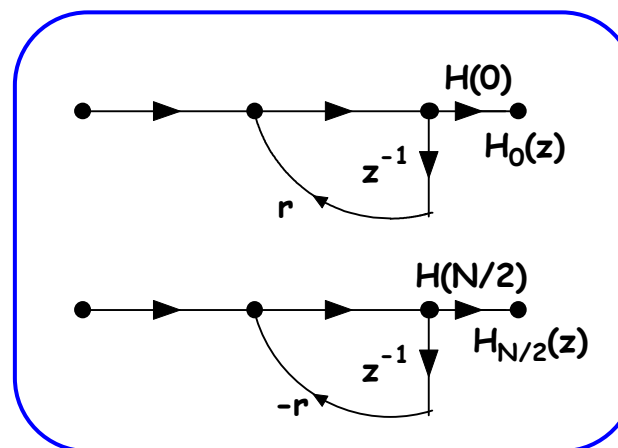 H(0)
H₀(z)
z⁻¹
r
H(N/2)
H_{N/2}(z)
z⁻¹
-r